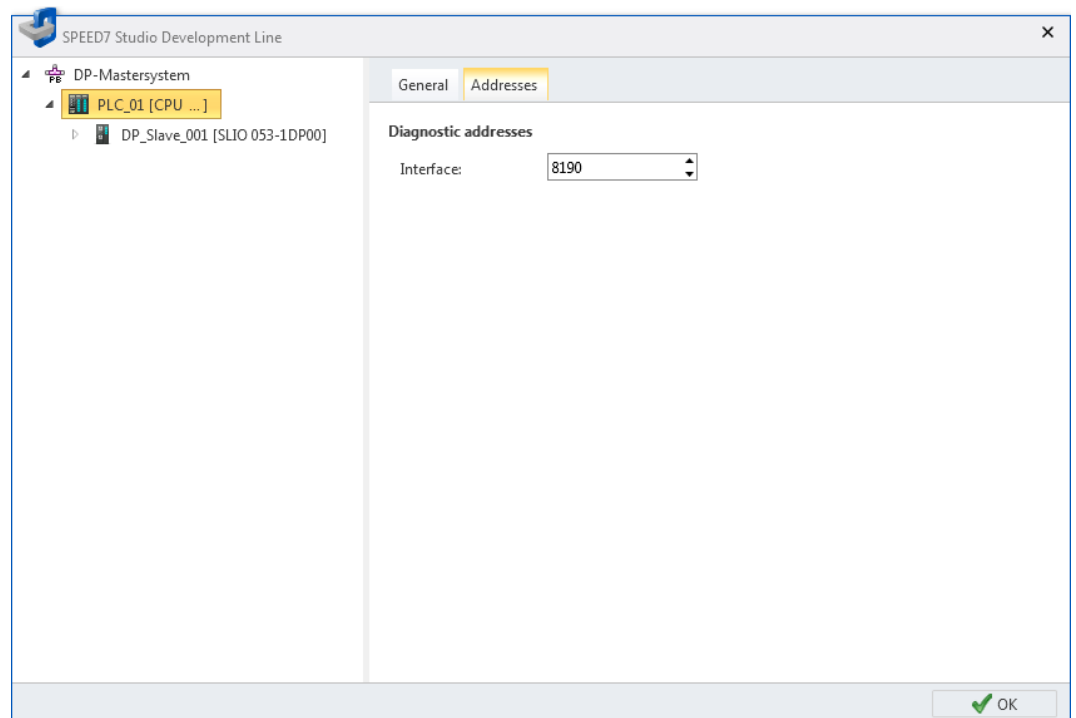 SPEED7 Studio Development Line
DP-Mastersystem
PB
PLC_01 [CPU ...]
DP_Slave_001 [SLIO 053-1DP00]
General Addresses
Diagnostic addresses
Interface: 8190
OK